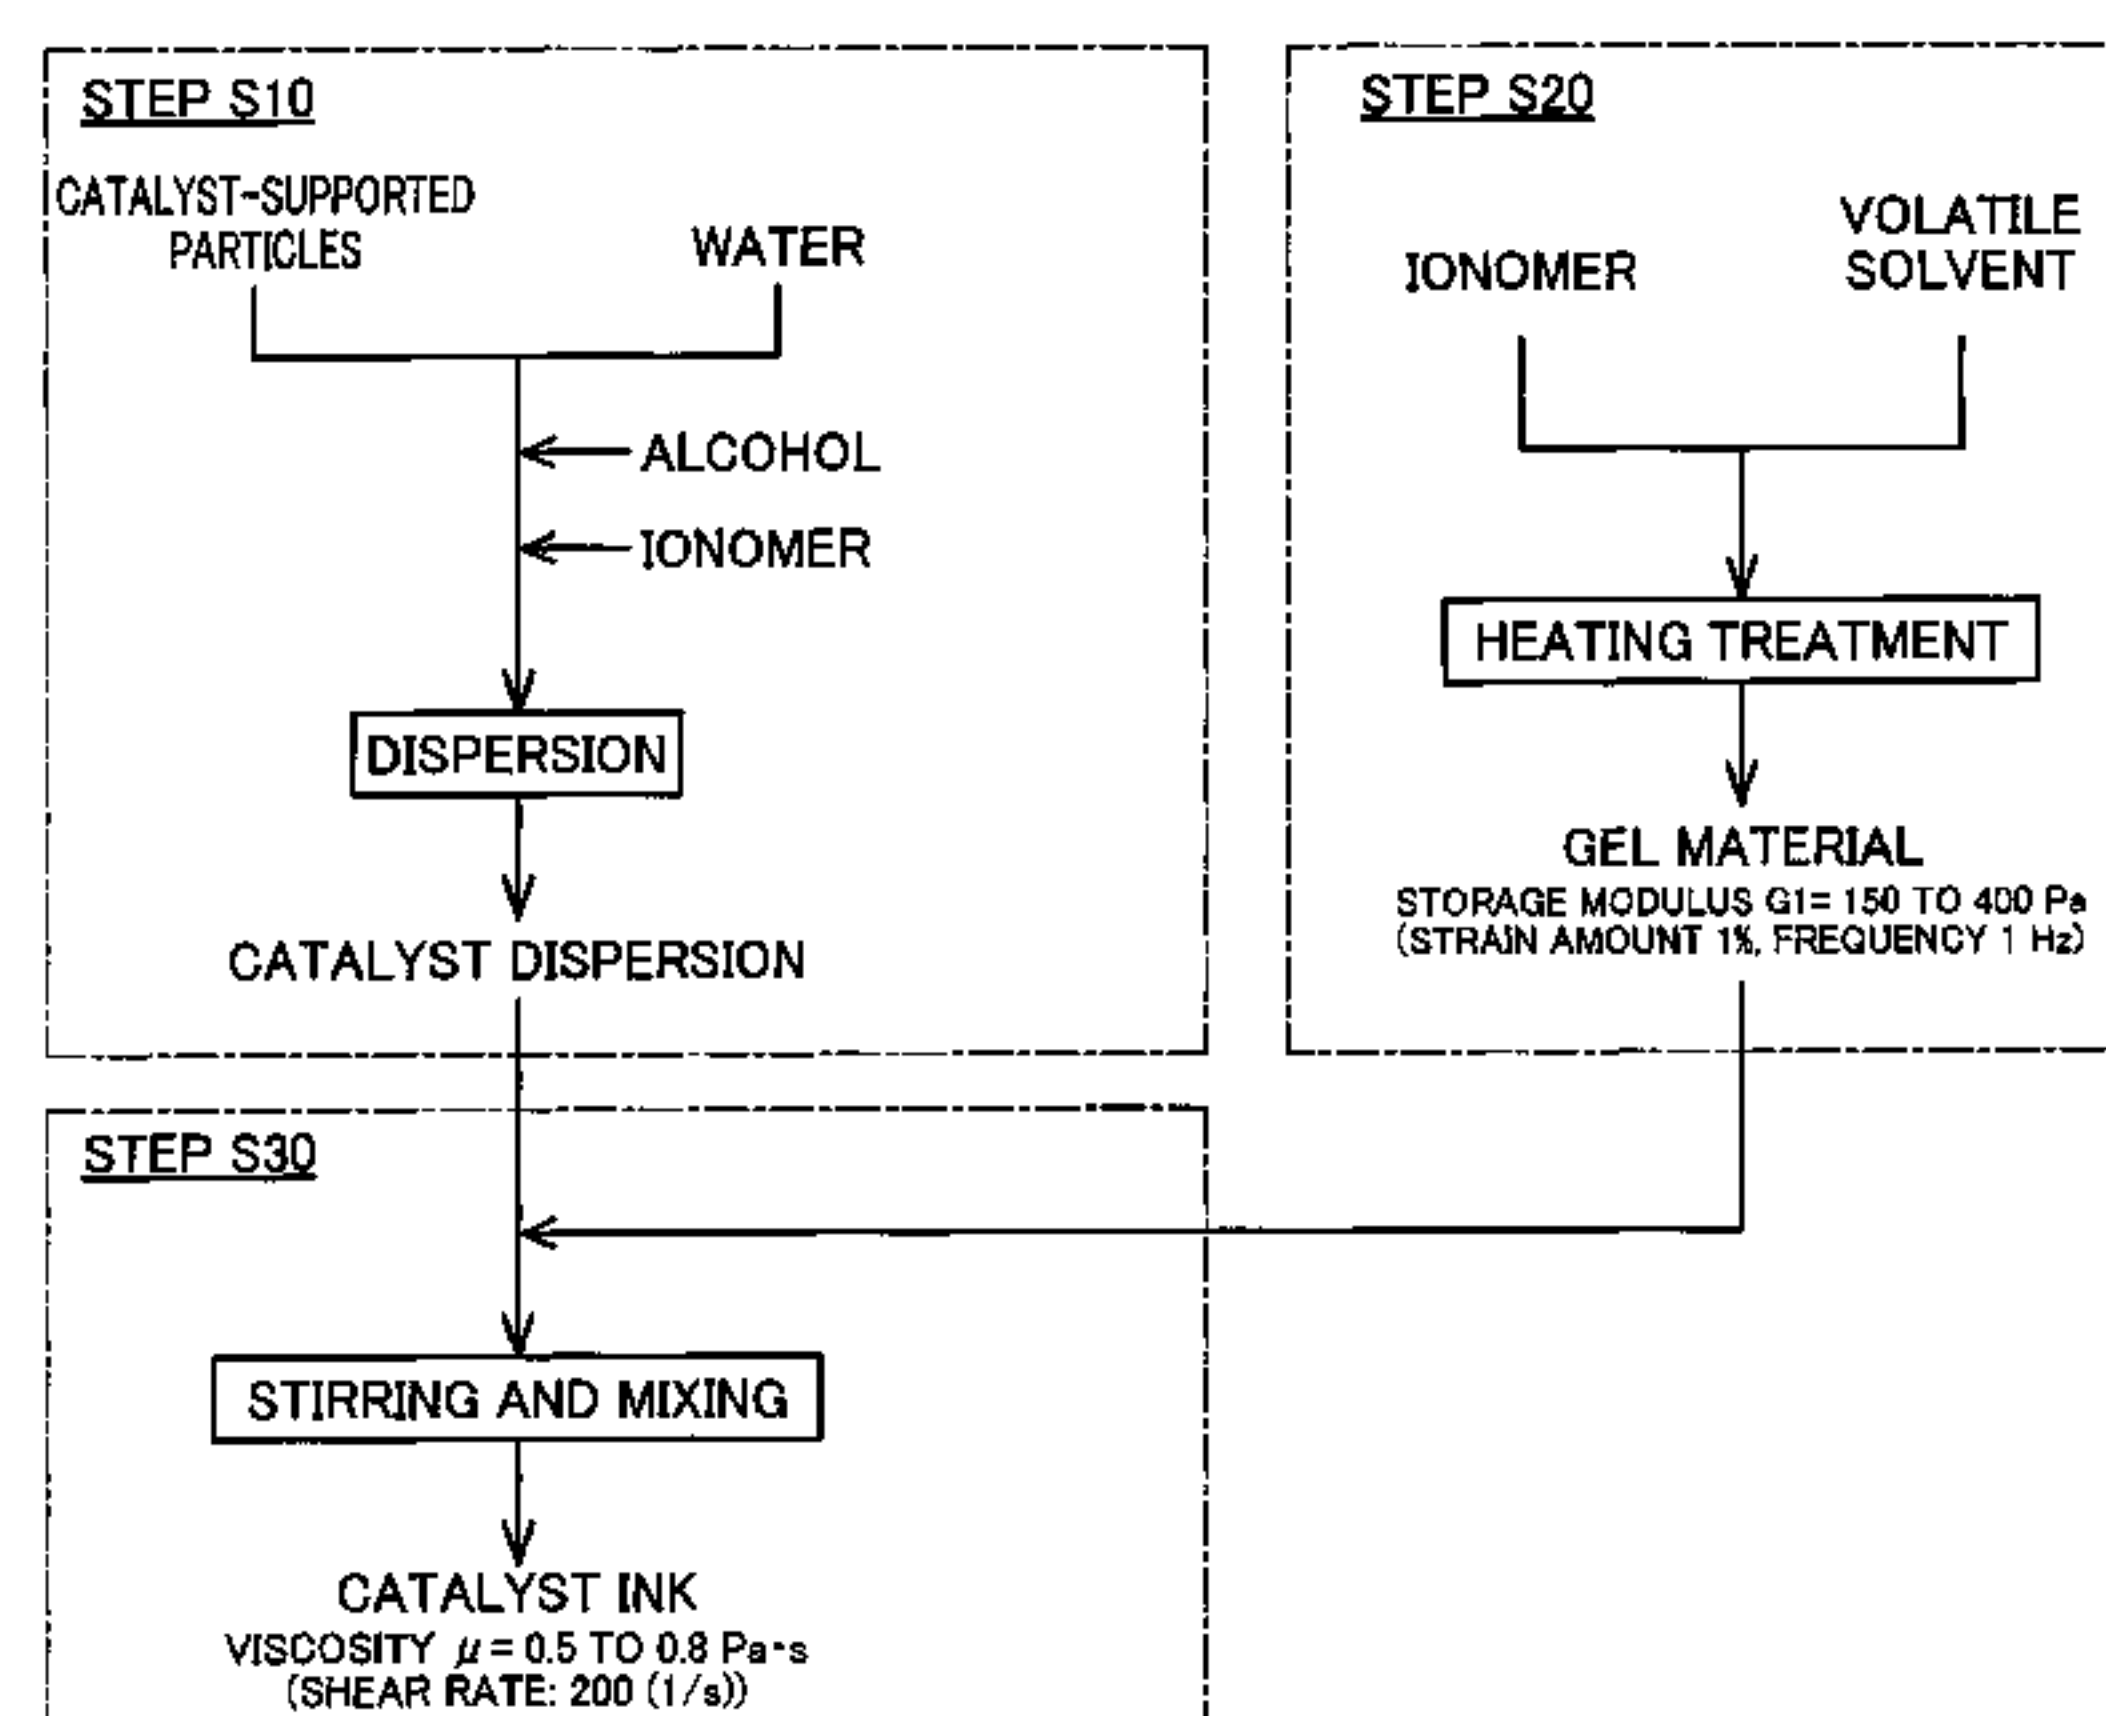 STEP S10
CATALYST-SUPPORTED
PARTICLES
WATER
ALCOHOL
IONOMER
DISPERSION
CATALYST DISPERSION
STEP S20
IONOMER
VOLATILE
SOLVENT
HEATING TREATMENT
GEL MATERIAL
STORAGE MODULUS G1= 150 TO 400 Pa
(STRAIN AMOUNT 1%, FREQUENCY 1 Hz)
STEP S30
STIRRING AND MIXING
CATALYST INK
VISCOSITY μ = 0.5 TO 0.8 Pa･s
(SHEAR RATE: 200 (1/s))